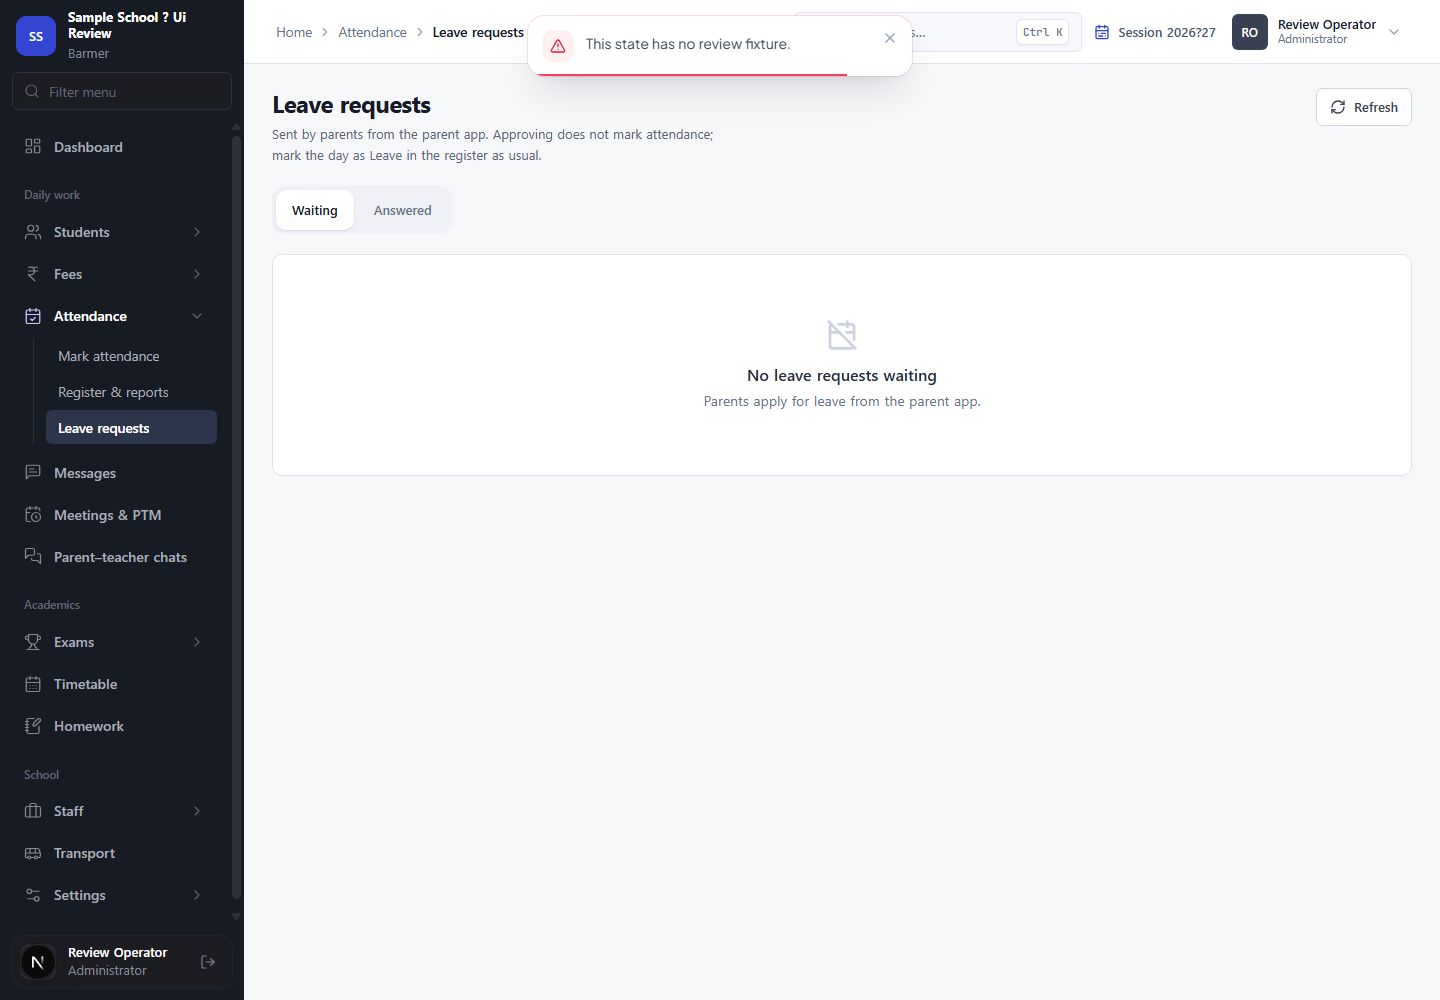 SS
Sample School ? Ui
Review
Barmer
Filter menu
Dashboard
Daily work
Students
Fees
Attendance
Mark attendance
Register & reports
Leave requests
Messages
Meetings & PTM
Parent–teacher chats
Academics
Exams
Timetable
Homework
School
Staff
Transport
Settings
N
Review Operator
Administrator
Home > Attendance > Leave requests
This state has no review fixture.
s...
Ctrl K
Session 2026?27
RO
Review Operator
Administrator
Leave requests
Sent by parents from the parent app. Approving does not mark attendance;
mark the day as Leave in the register as usual.
Refresh
Waiting
Answered
No leave requests waiting
Parents apply for leave from the parent app.